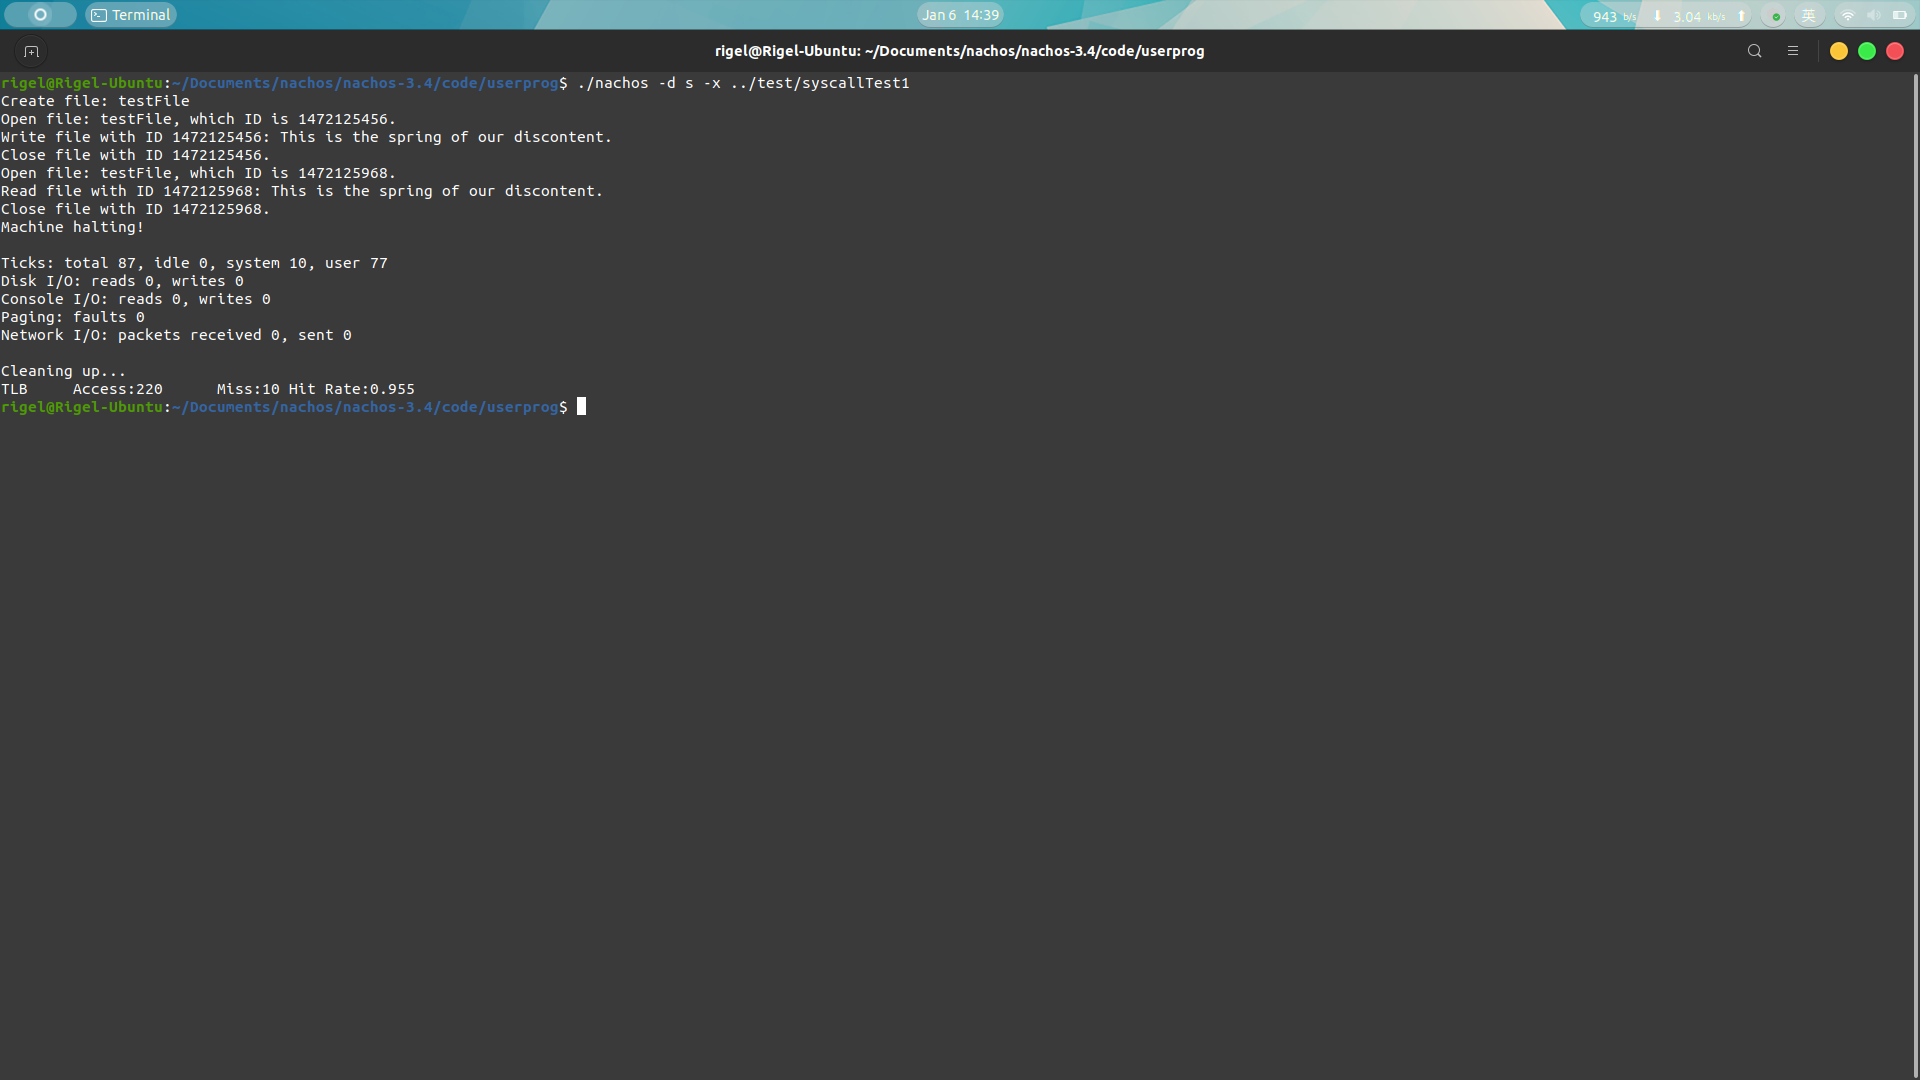 Terminal
Jan 6 14:39
943 b/s ⬇ 3.04 kb/s ⬆ 英
rigel@Rigel-Ubuntu: ~/Documents/nachos/nachos-3.4/code/userprog
rigel@Rigel-Ubuntu:~/Documents/nachos/nachos-3.4/code/userprog$ ./nachos -d s -x ../test/syscallTest1
Create file: testFile
Open file: testFile, which ID is 1472125456.
Write file with ID 1472125456: This is the spring of our discontent.
Close file with ID 1472125456.
Open file: testFile, which ID is 1472125968.
Read file with ID 1472125968: This is the spring of our discontent.
Close file with ID 1472125968.
Machine halting!
Ticks: total 87, idle 0, system 10, user 77
Disk I/O: reads 0, writes 0
Console I/O: reads 0, writes 0
Paging: faults 0
Network I/O: packets received 0, sent 0
Cleaning up...
TLB     Access:220      Miss:10 Hit Rate:0.955
rigel@Rigel-Ubuntu:~/Documents/nachos/nachos-3.4/code/userprog$